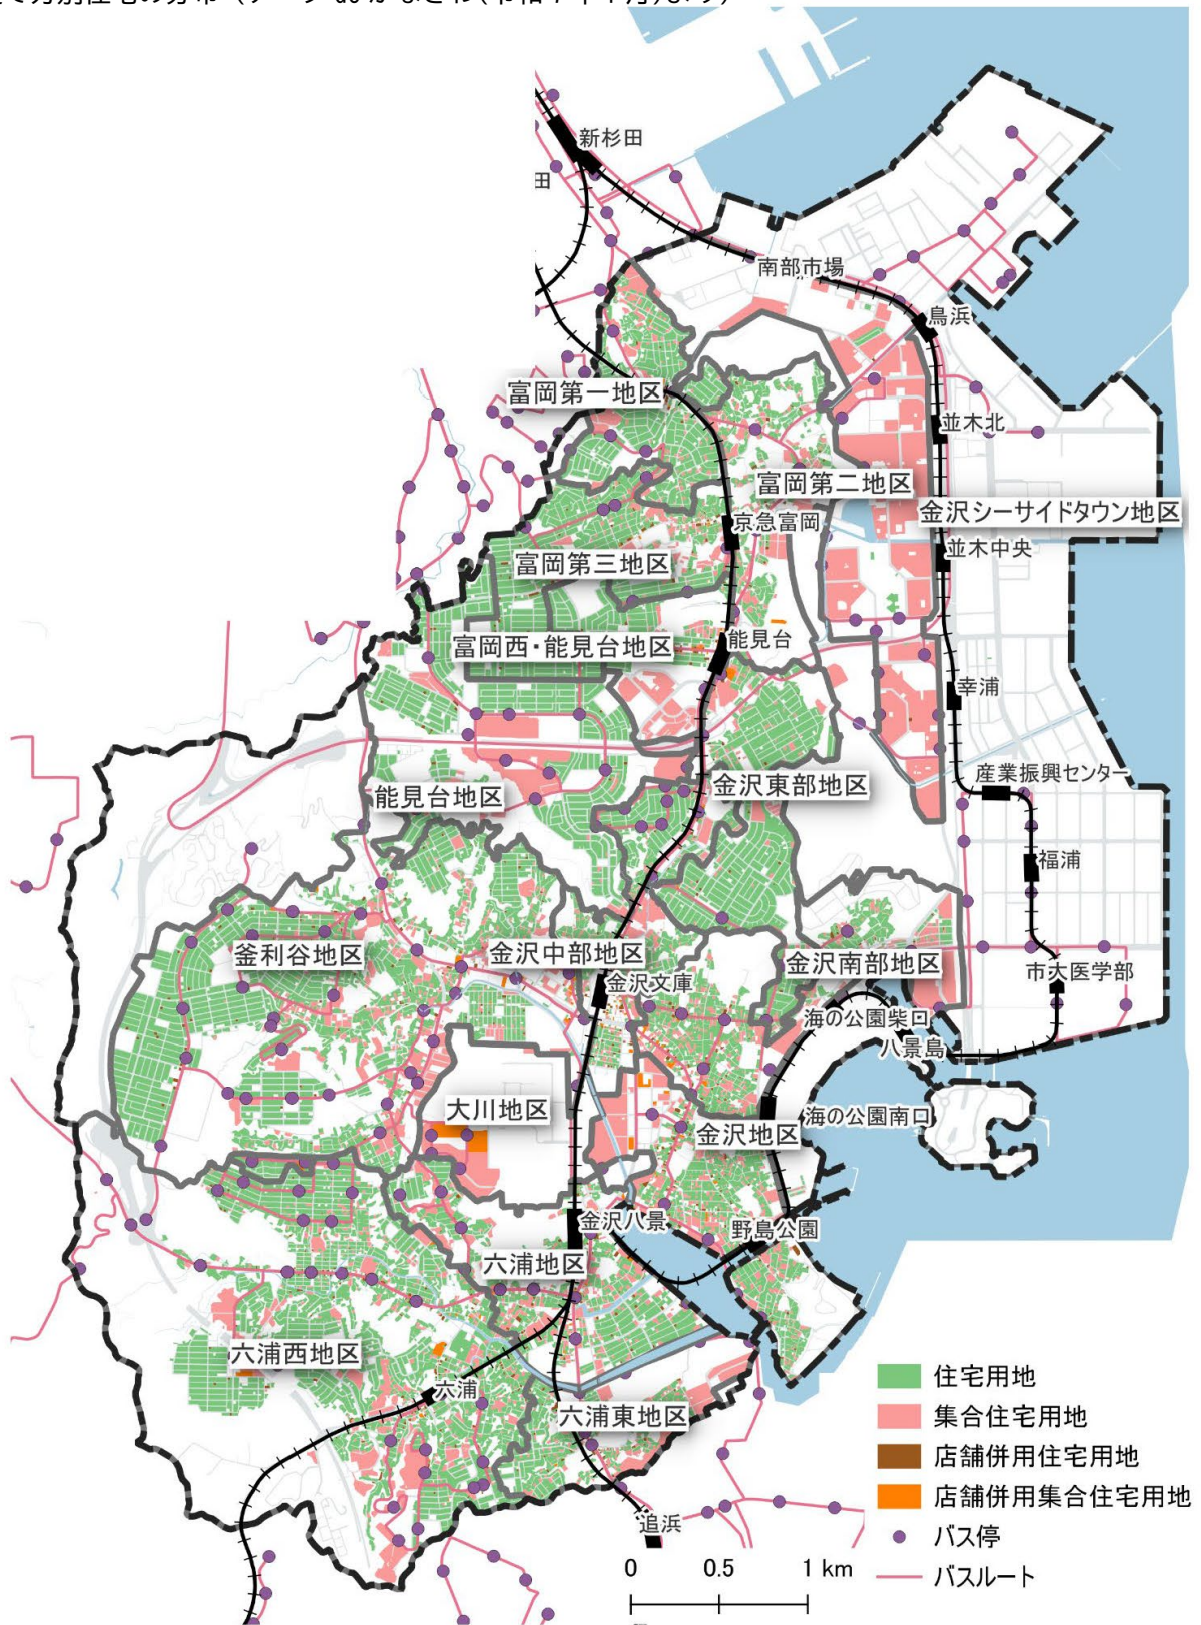 新杉田
田
南部市場
鳥浜
富岡第一地区
並木北
富岡第二地区
金沢シーサイドタウン地区
京急富岡
並木中央
富岡第三地区
能見台
富岡西・能見台地区
幸浦
産業振興センター
金沢東部地区
能見台地区
福浦
釜利谷地区
金沢中部地区
金沢南部地区
市大医学部
金沢文庫
海の公園柴口
八景島
大川地区
海の公園南口
金沢地区
金沢八景
野島公園
六浦地区
六浦西地区
六浦
六浦東地区
追浜
住宅用地
集合住宅用地
店舗併用住宅用地
店舗併用集合住宅用地
バス停
バスルート
0 0.5 1 km